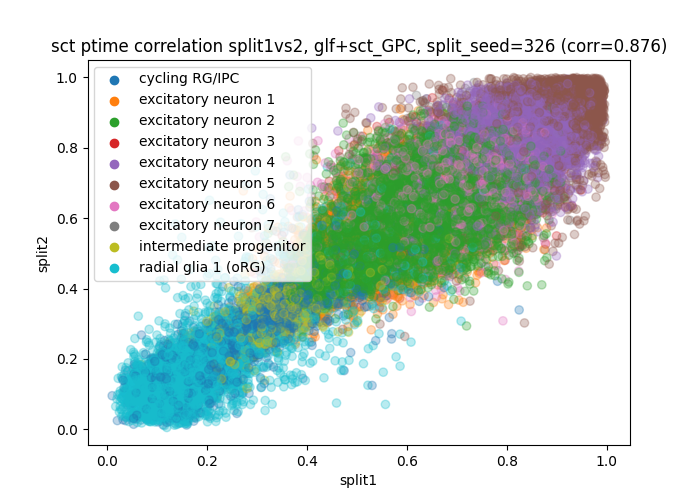 sct ptime correlation split1vs2, glf+sct_GPC, split_seed=326 (corr=0.876)
cycling RG/IPC
excitatory neuron 1
excitatory neuron 2
excitatory neuron 3
excitatory neuron 4
excitatory neuron 5
excitatory neuron 6
excitatory neuron 7
intermediate progenitor
radial glia 1 (oRG)
split2
1.0
0.8
0.6
0.4
0.2
0.0
0.0 0.2 0.4 0.6 0.8 1.0
split1